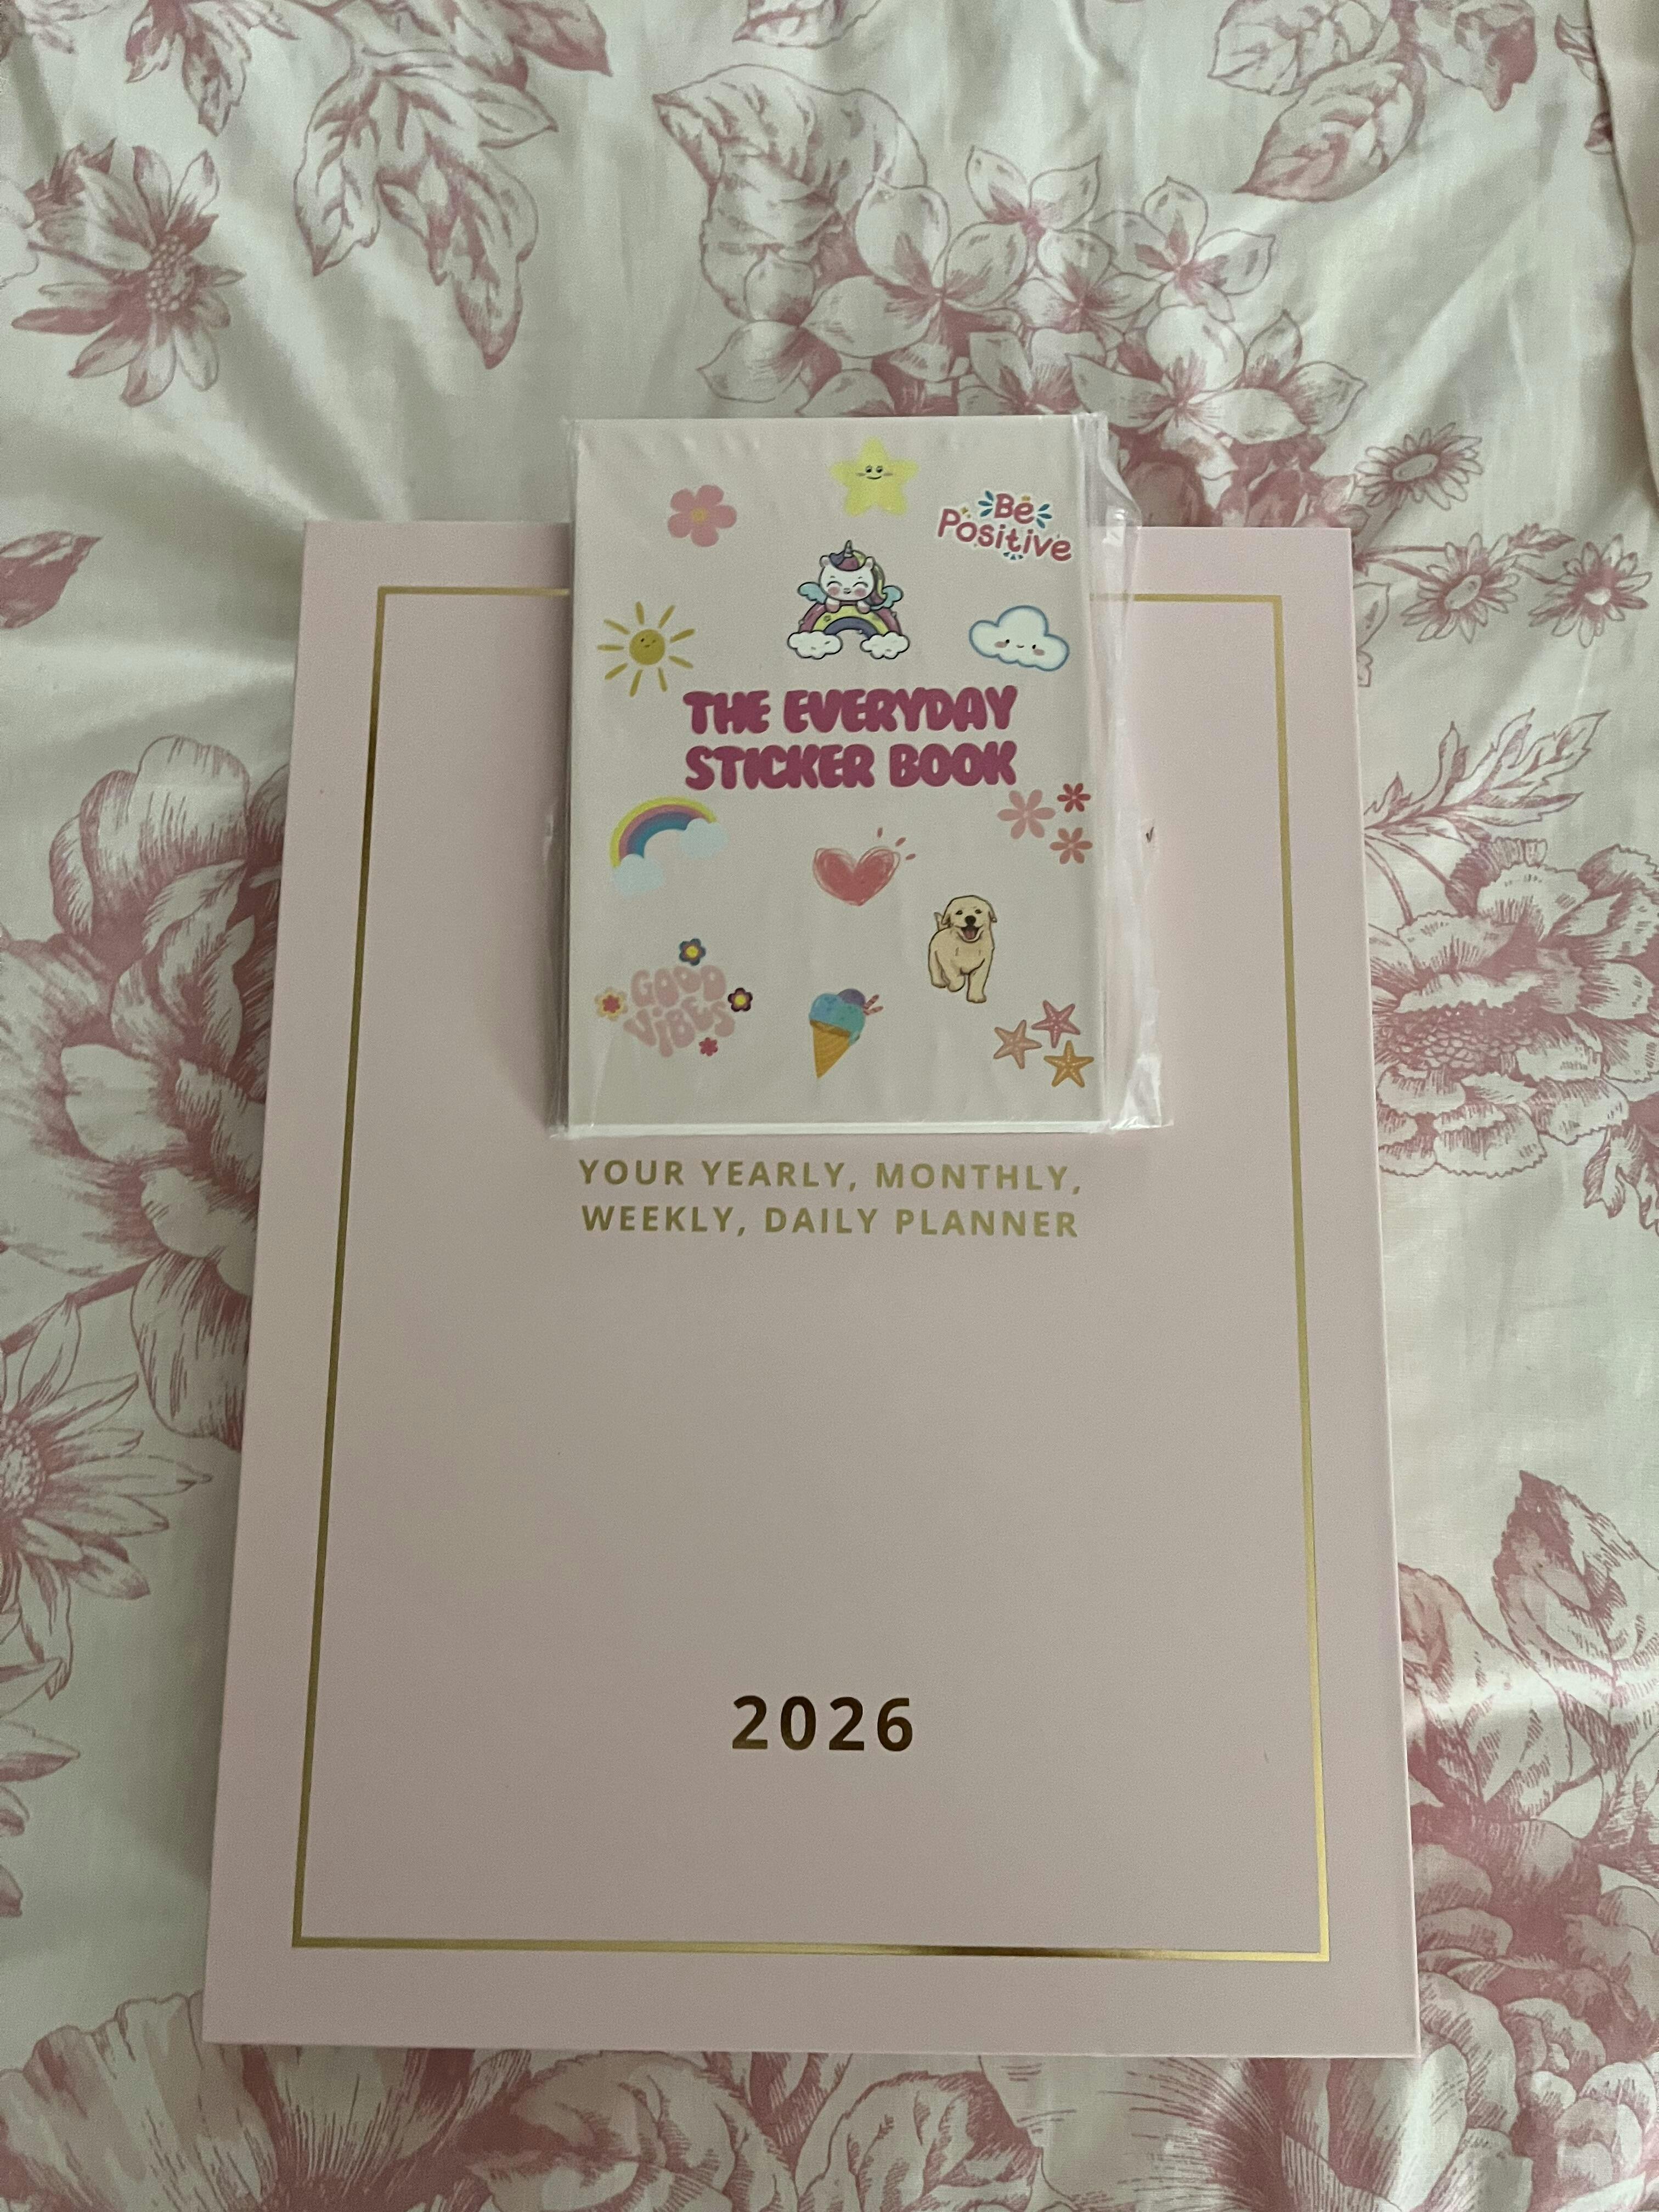 Be
Positive
THE EVERYDAY
STICKER BOOK
GOOD
VIBES
YOUR YEARLY, MONTHLY,
WEEKLY, DAILY PLANNER
2026